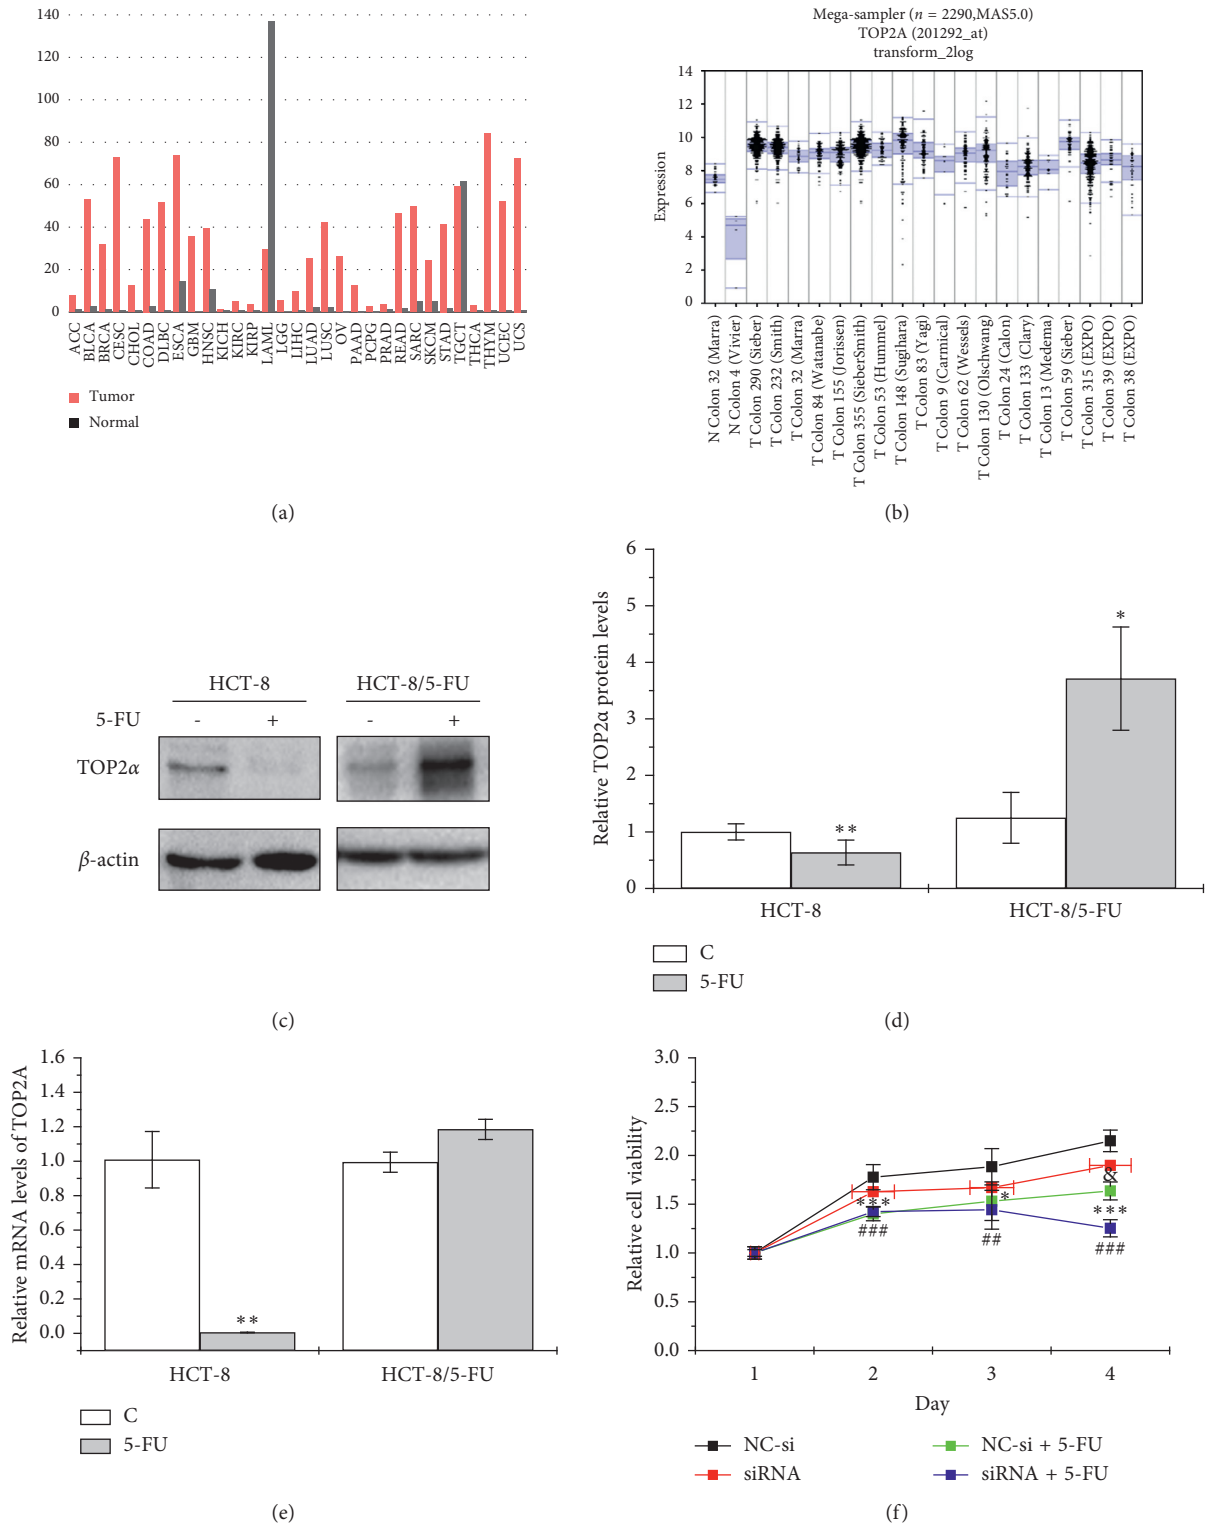 140
120
100
80
60
40
20
0
ACC
BLCA
BRCA
CESC
CHOL
COAD
DLBC
ESCA
GBM
HNSC
KICH
KIRC
KIRP
LAML
LGG
LIHC
LUAD
LUSC
OV
PAAD
PCPG
PRAD
READ
SARC
SKCM
STAD
TGCT
THCA
THYM
UCEC
UCS
Tumor
Normal
(a)
Mega-sampler (n = 2290,MAS5.0)
TOP2A (201292_at)
transform_2log
Expression
14
12
10
8
6
4
2
0
N Colon 32 (Marra)
N Colon 4 (Vivier)
T Colon 290 (Sieber)
T Colon 232 (Smith)
T Colon 32 (Marra)
T Colon 84 (Watanabe)
T Colon 155 (Jorissen)
T Colon 355 (SieberSmith)
T Colon 53 (Hummel)
T Colon 148 (Sugihara)
T Colon 83 (Yagi)
T Colon 9 (Carmical)
T Colon 62 (Wessels)
T Colon 130 (Olschwang)
T Colon 24 (Calon)
T Colon 133 (Clary)
T Colon 13 (Medema)
T Colon 59 (Sieber)
T Colon 315 (EXPO)
T Colon 39 (EXPO)
T Colon 38 (EXPO)
(b)
HCT-8 HCT-8/5-FU
5-FU - + - +
TOP2α
β-actin
(c)
Relative TOP2α protein levels
6
5
4
3
2
1
0
**
*
HCT-8 HCT-8/5-FU
C
5-FU
(d)
Relative mRNA levels of TOP2A
1.6
1.4
1.2
1.0
0.8
0.6
0.4
0.2
0.0
**
HCT-8 HCT-8/5-FU
C
5-FU
(e)
Relative cell viability
3.0
2.5
2.0
1.5
1.0
0.5
0.0
***
###
*
##
&
***
###
1 2 3 4
Day
NC-si NC-si + 5-FU
siRNA siRNA + 5-FU
(f)